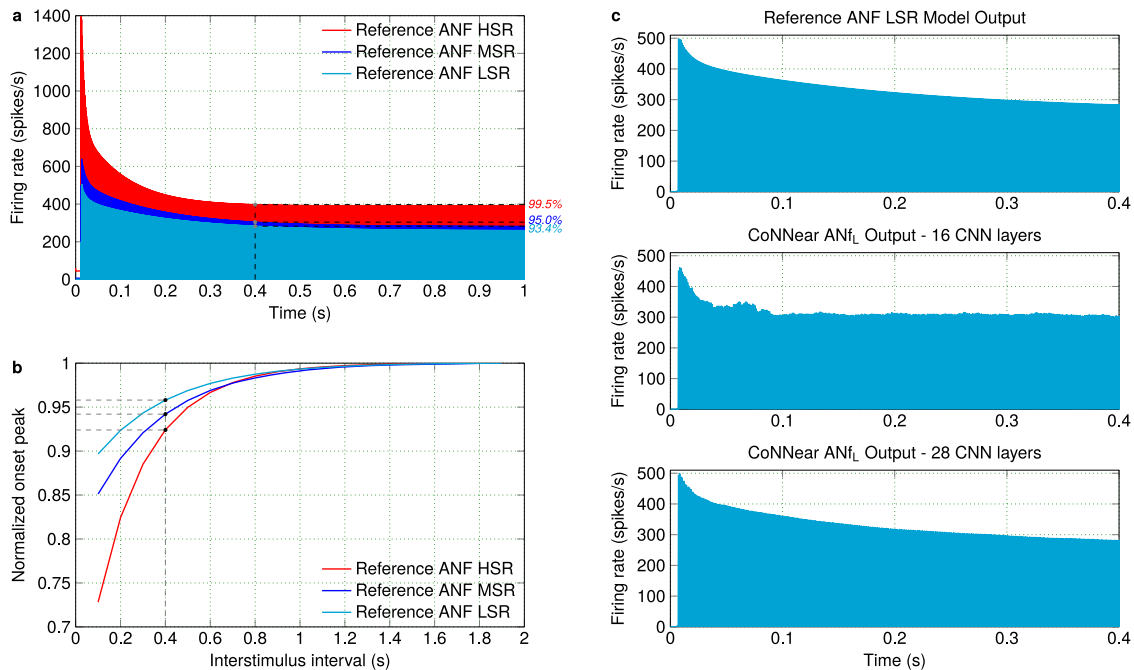 a
1400
1200
1000
800
600
400
200
0
Firing rate (spikes/s)
Reference ANF HSR
Reference ANF MSR
Reference ANF LSR
99.5%
95.0%
93.4%
0 0.1 0.2 0.3 0.4 0.5 0.6 0.7 0.8 0.9 1
Time (s)
b
1
0.95
0.9
0.85
0.8
0.75
0.7
Normalized onset peak
Reference ANF HSR
Reference ANF MSR
Reference ANF LSR
0 0.2 0.4 0.6 0.8 1.0 1.2 1.4 1.6 1.8 2
Interstimulus interval (s)
c
Reference ANF LSR Model Output
500
400
300
200
100
0
Firing rate (spikes/s)
0 0.1 0.2 0.3 0.4
CoNNear ANfL Output - 16 CNN layers
500
400
300
200
100
0
Firing rate (spikes/s)
0 0.1 0.2 0.3 0.4
CoNNear ANfL Output - 28 CNN layers
500
400
300
200
100
0
Firing rate (spikes/s)
0 0.1 0.2 0.3 0.4
Time (s)